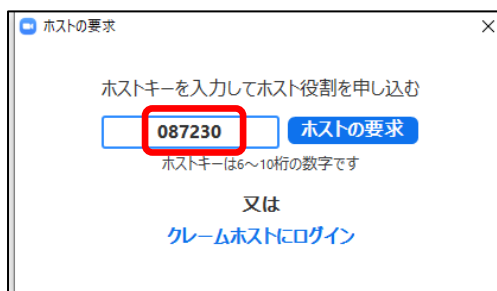 ホストの要求
ホストキーを入力してホスト役割を申し込む
087230 ホストの要求
ホストキーは6～10桁の数字です
又は
クレームホストにログイン